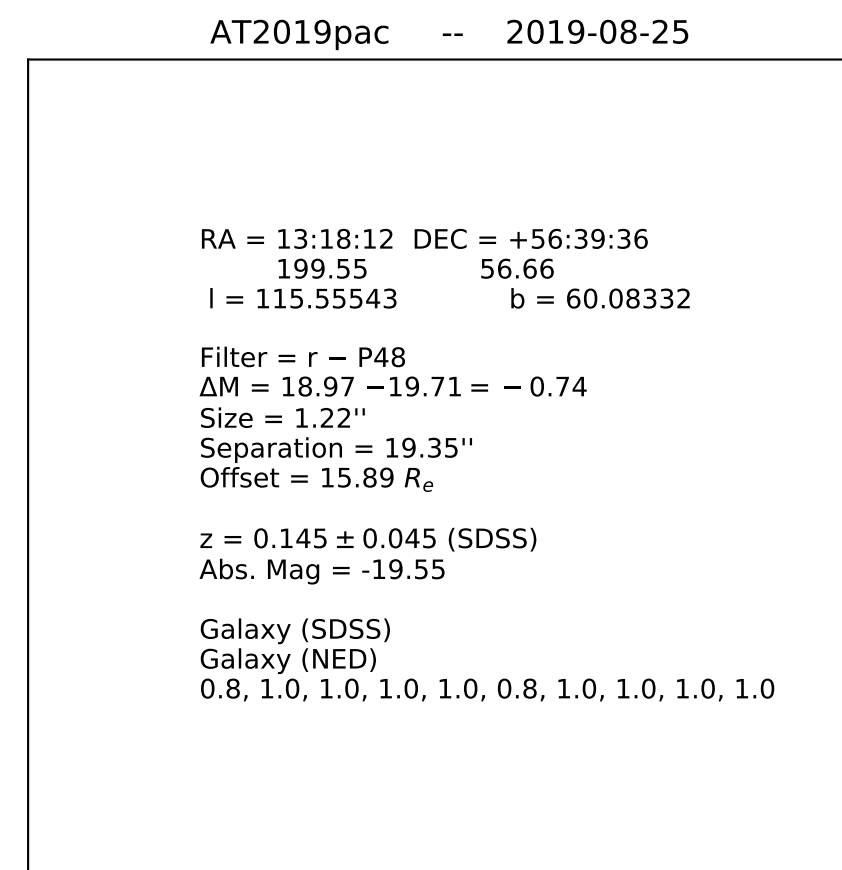 AT2019pac -- 2019-08-25
RA = 13:18:12 DEC = +56:39:36
199.55 56.66
l = 115.55543 b = 60.08332
Filter = r − P48
ΔM = 18.97 −19.71 = − 0.74
Size = 1.22''
Separation = 19.35''
Offset = 15.89 Re
z = 0.145 ± 0.045 (SDSS)
Abs. Mag = -19.55
Galaxy (SDSS)
Galaxy (NED)
0.8, 1.0, 1.0, 1.0, 1.0, 0.8, 1.0, 1.0, 1.0, 1.0